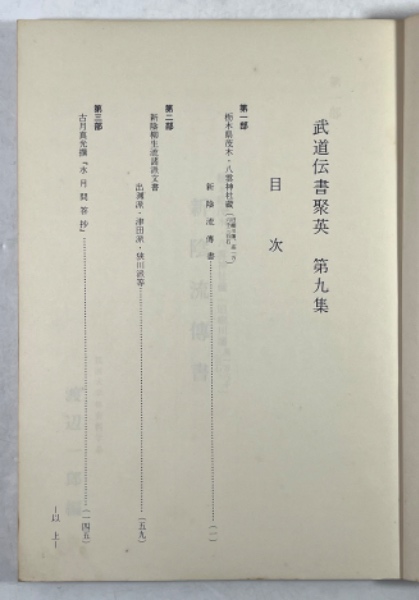 武道伝書聚英　第九集
目次
第一部
栃木県茂木・八雲神社蔵
新陰流傳書……(一)
第二部
新陰柳生流諸派文書
出淵派・津田派・狭川派等……(五九)
第三部
古月真光撰『水月問答抄』……(一四五)
―以上―